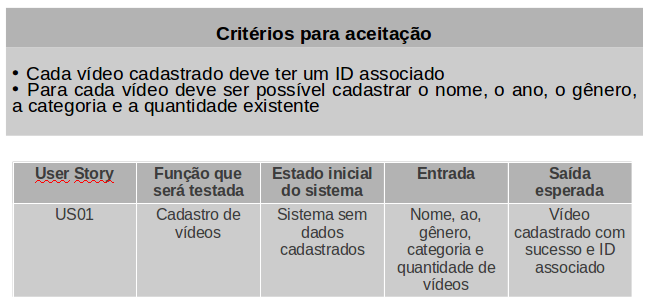 Critérios para aceitação
• Cada vídeo cadastrado deve ter um ID associado
• Para cada vídeo deve ser possível cadastrar o nome, o ano, o gênero,
a categoria e a quantidade existente
User Story
Função que
será testada
Estado inicial
do sistema
Entrada
Saída
esperada
US01
Cadastro de
vídeos
Sistema sem
dados
cadastrados
Nome, ao,
gênero,
categoria e
quantidade de
vídeos
Vídeo
cadastrado com
sucesso e ID
associado